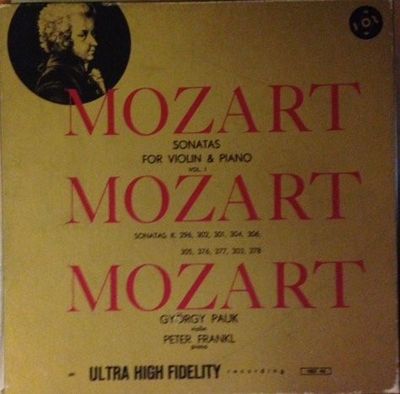 VOX
MOZART
SONATAS
FOR VIOLIN & PIANO
VOL. 1
MOZART
SONATAS K. 296, 302, 301, 304, 306,
305, 376, 377, 303, 378
MOZART
GYÖRGY PAUK
violin
PETER FRANKL
piano
ULTRA HIGH FIDELITY recording